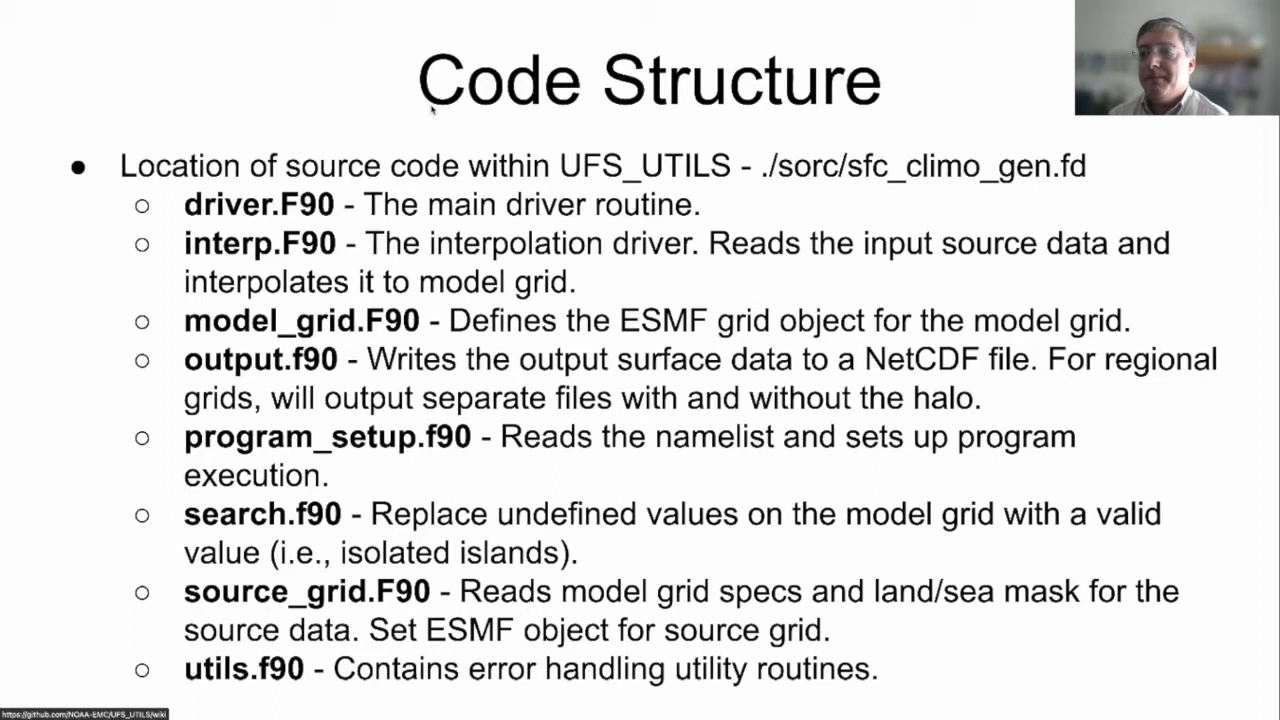 Code Structure
● Location of source code within UFS_UTILS - ./sorc/sfc_climo_gen.fd
○ driver.F90 - The main driver routine.
○ interp.F90 - The interpolation driver. Reads the input source data and
interpolates it to model grid.
○ model_grid.F90 - Defines the ESMF grid object for the model grid.
○ output.f90 - Writes the output surface data to a NetCDF file. For regional
grids, will output separate files with and without the halo.
○ program_setup.f90 - Reads the namelist and sets up program
execution.
○ search.f90 - Replace undefined values on the model grid with a valid
value (i.e., isolated islands).
○ source_grid.F90 - Reads model grid specs and land/sea mask for the
source data. Set ESMF object for source grid.
○ utils.f90 - Contains error handling utility routines.
https://github.com/NOAA-EMC/UFS_UTILS/wiki